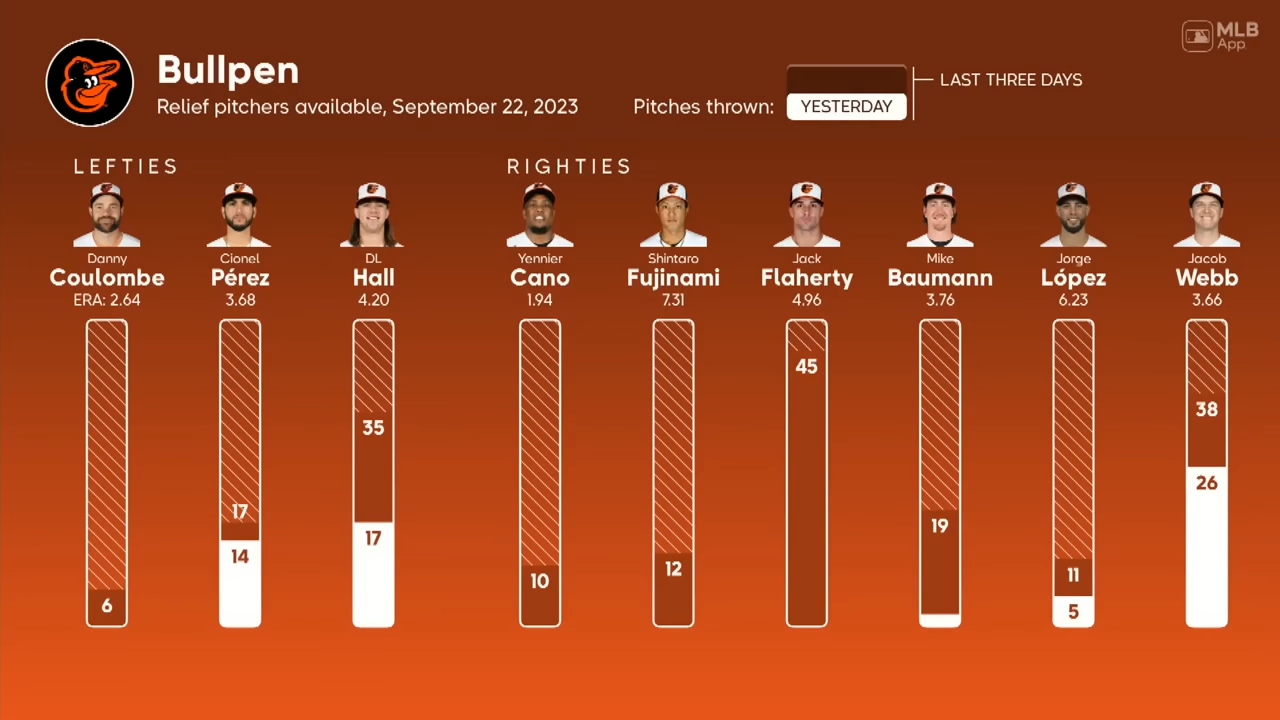 MLB
App
Bullpen
Relief pitchers available, September 22, 2023
Pitches thrown:
YESTERDAY
LAST THREE DAYS
LEFTIES
RIGHTIES
Danny
Coulombe
ERA: 2.64
6
Cionel
Pérez
3.68
17
14
DL
Hall
4.20
35
17
Yennier
Cano
1.94
10
Shintaro
Fujinami
7.31
12
Jack
Flaherty
4.96
45
Mike
Baumann
3.76
19
Jorge
López
6.23
11
5
Jacob
Webb
3.66
38
26